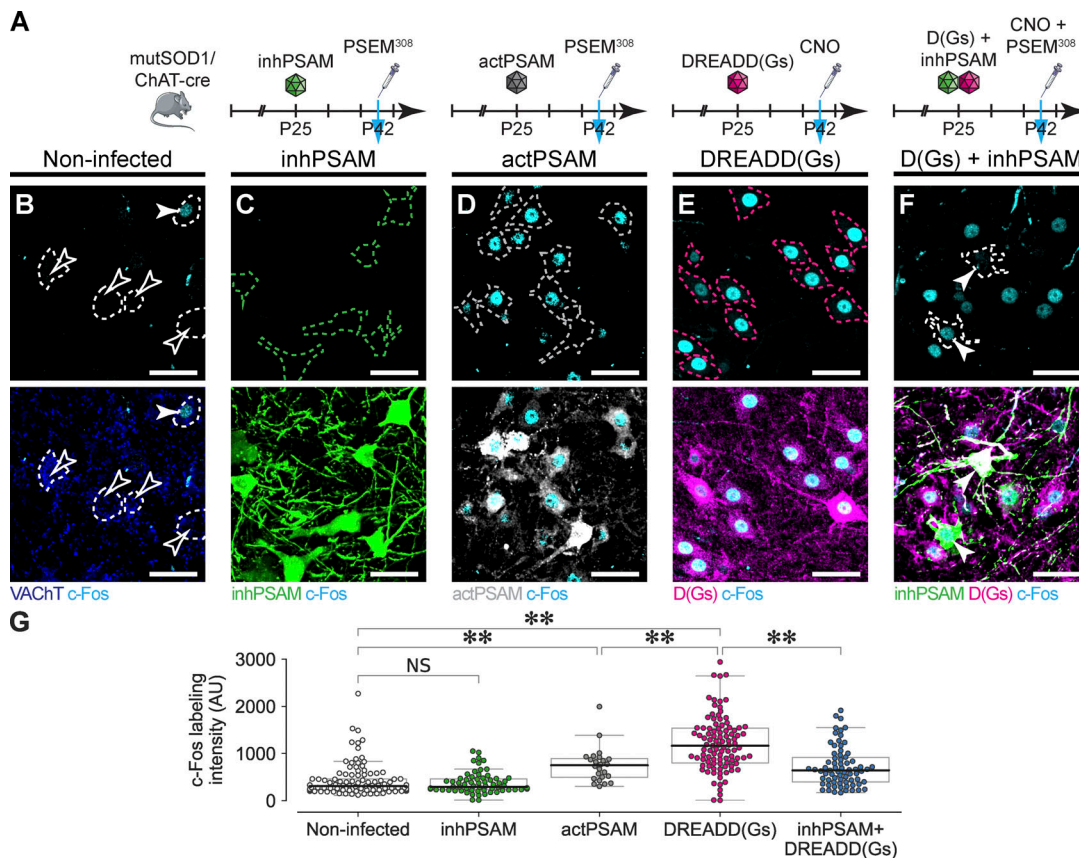 A
mutSOD1/
ChAT-cre
inhPSAM
PSEM308
P25
P42
actPSAM
PSEM308
P25
P42
DREADD(Gs)
CNO
P25
P42
D(Gs) +
inhPSAM
CNO +
PSEM308
P25
P42
Non-infected
inhPSAM
actPSAM
DREADD(Gs)
D(Gs) + inhPSAM
B
C
D
E
F
VAChT c-Fos
inhPSAM c-Fos
actPSAM c-Fos
D(Gs) c-Fos
inhPSAM D(Gs) c-Fos
G
**
**
**
**
NS
c-Fos labeling
intensity (AU)
3000
2000
1000
0
Non-infected
inhPSAM
actPSAM
DREADD(Gs)
inhPSAM+
DREADD(Gs)